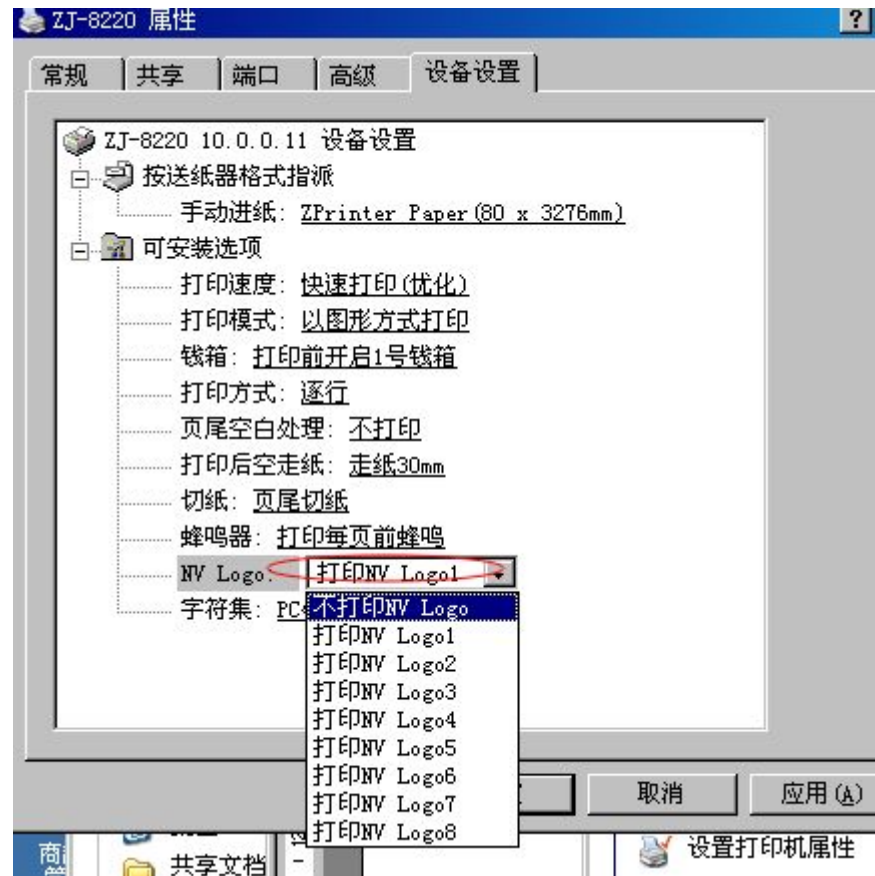 ZJ-8220 属性
?
常规 共享 端口 高级 设备设置
ZJ-8220 10.0.0.11 设备设置
按送纸器格式指派
手动进纸: ZPrinter Paper(80 x 3276mm)
可安装选项
打印速度: 快速打印(优化)
打印模式: 以图形方式打印
钱箱: 打印前开启1号钱箱
打印方式: 逐行
页尾空白处理: 不打印
打印后空走纸: 走纸30mm
切纸: 页尾切纸
蜂鸣器: 打印每页前蜂鸣
NV Logo: 打印NV Logo1
字符集: PC
不打印NV Logo
打印NV Logo1
打印NV Logo2
打印NV Logo3
打印NV Logo4
打印NV Logo5
打印NV Logo6
打印NV Logo7
打印NV Logo8
取消 应用(A)
商
共享文档
设置打印机属性